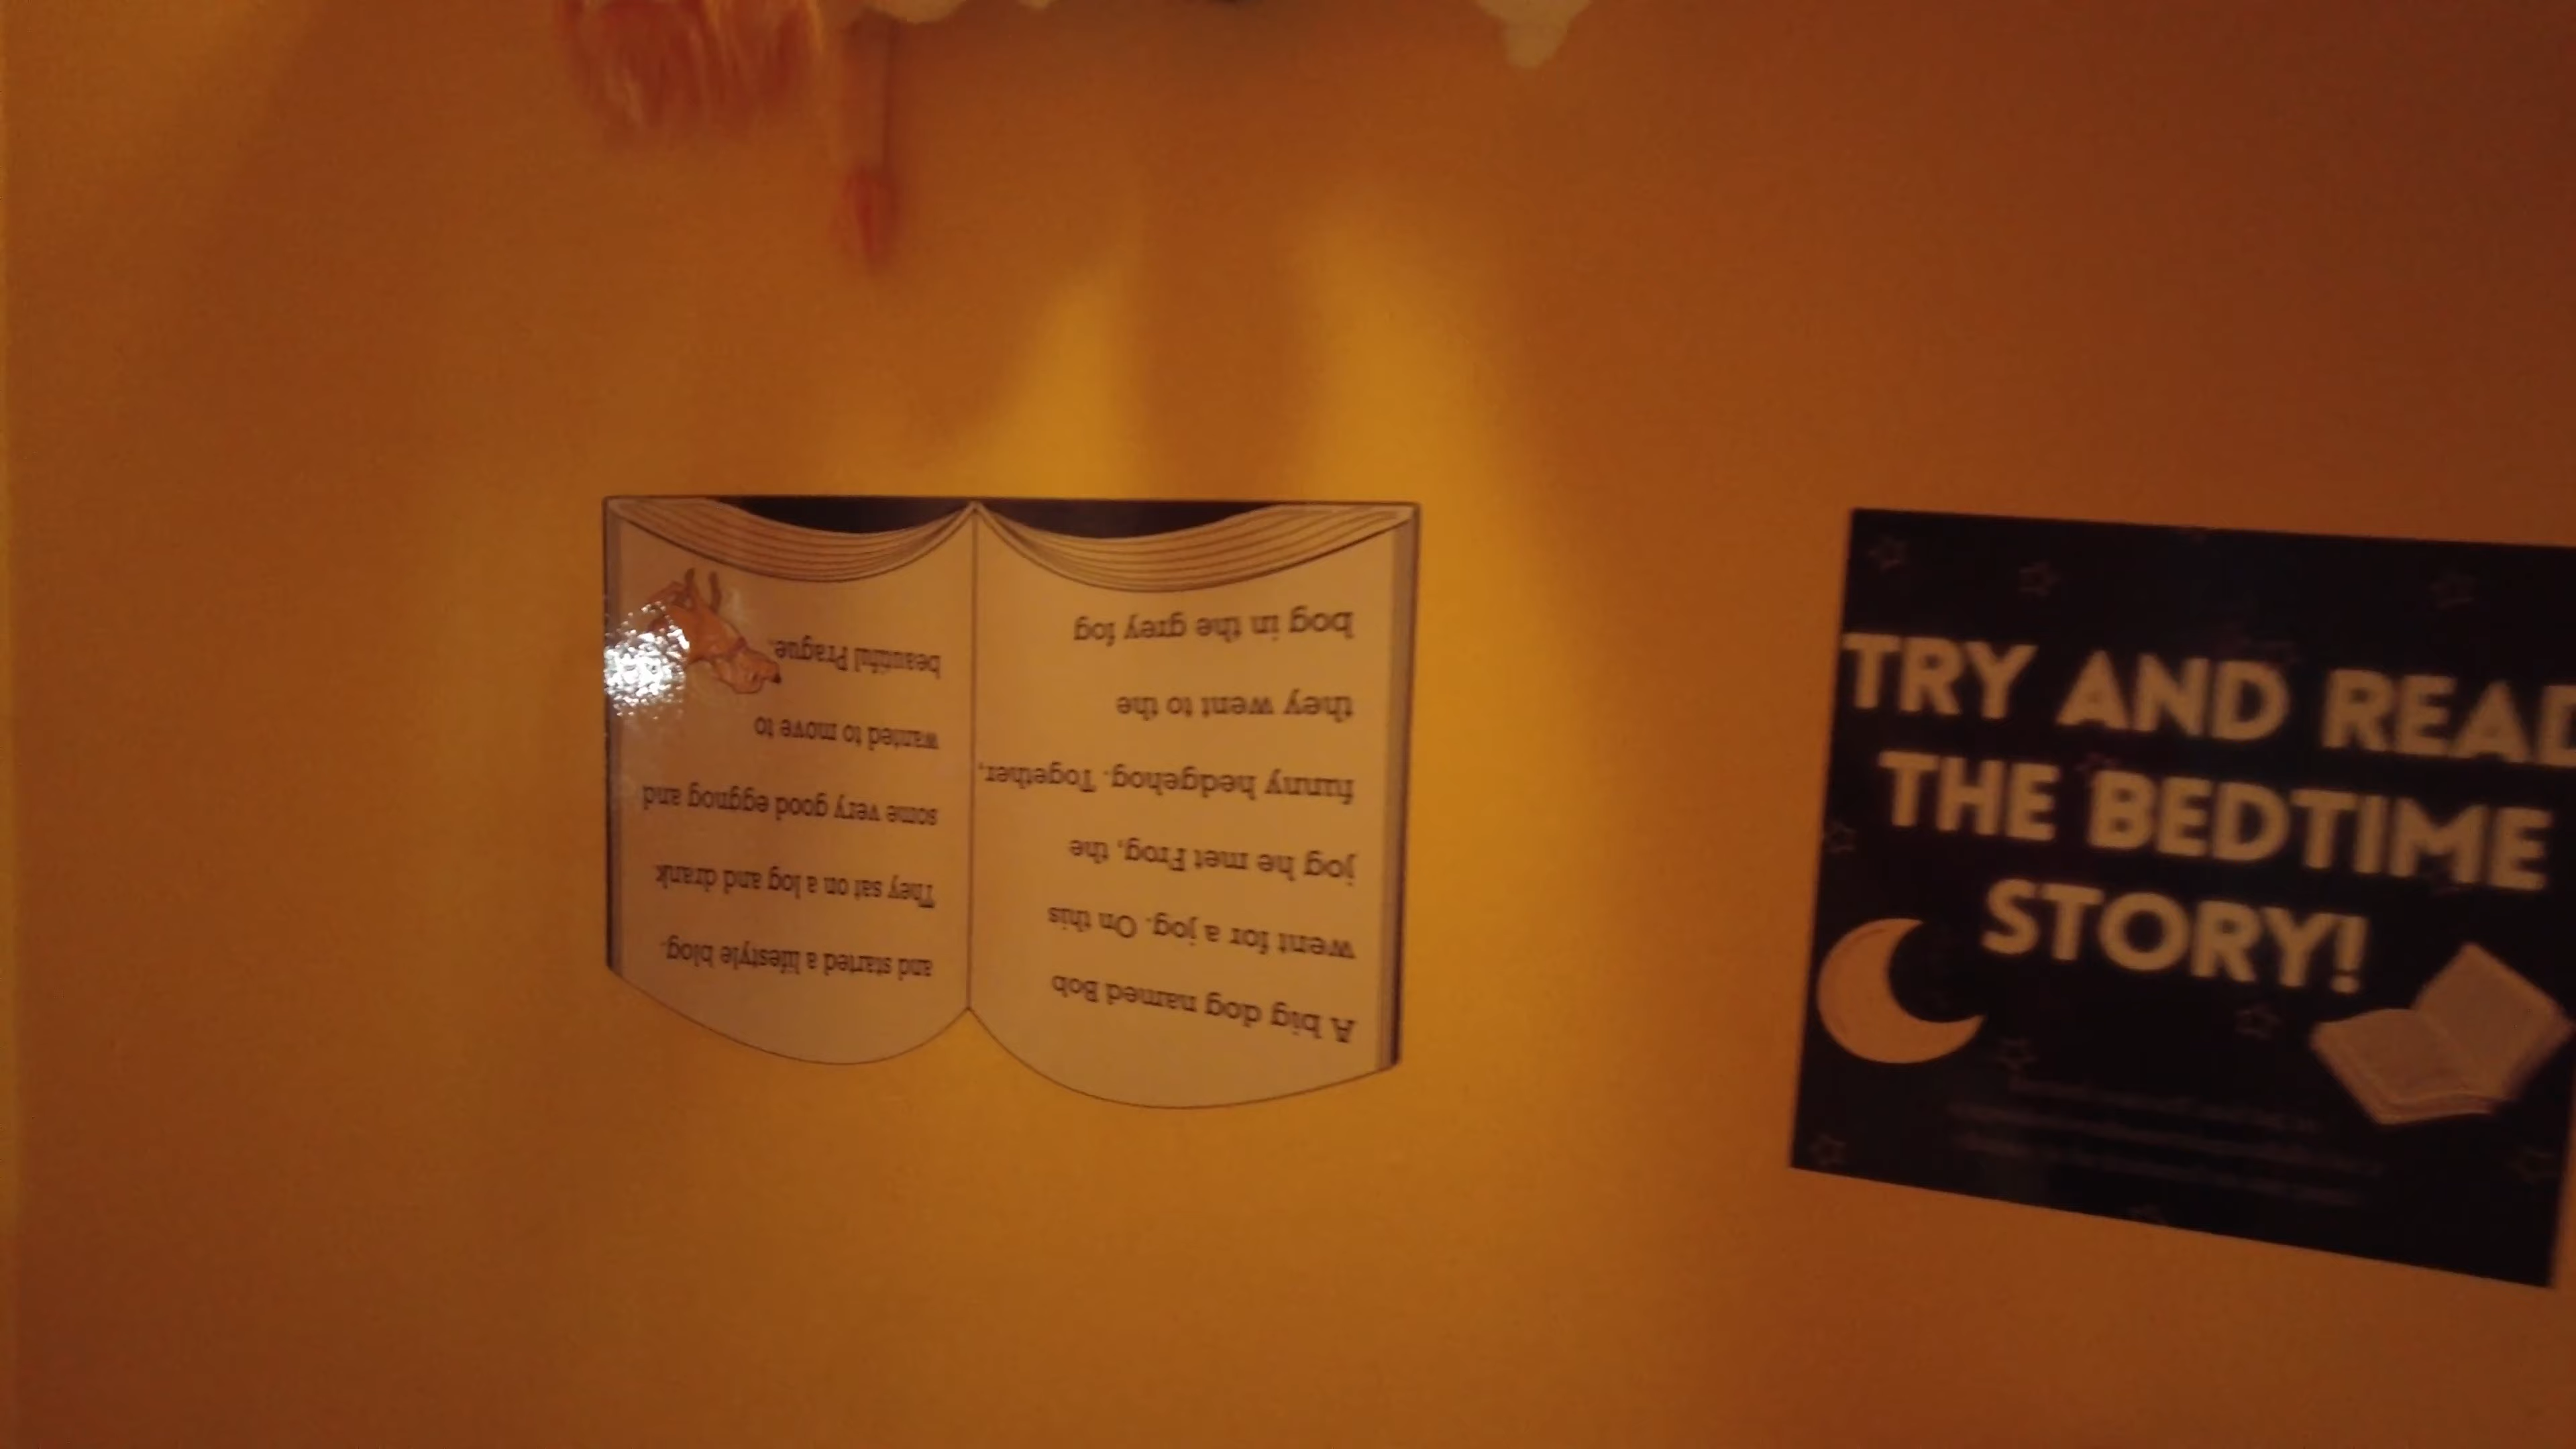 A big dog named Bob
went for a jog. On this
jog he met Frog, the
funny hedgehog. Together,
they went to the
bog in the grey fog
and started a lifestyle blog.
They sat on a log and drank
some very good eggnog and
wanted to move to
beautiful Prague.
TRY AND READ
THE BEDTIME
STORY!